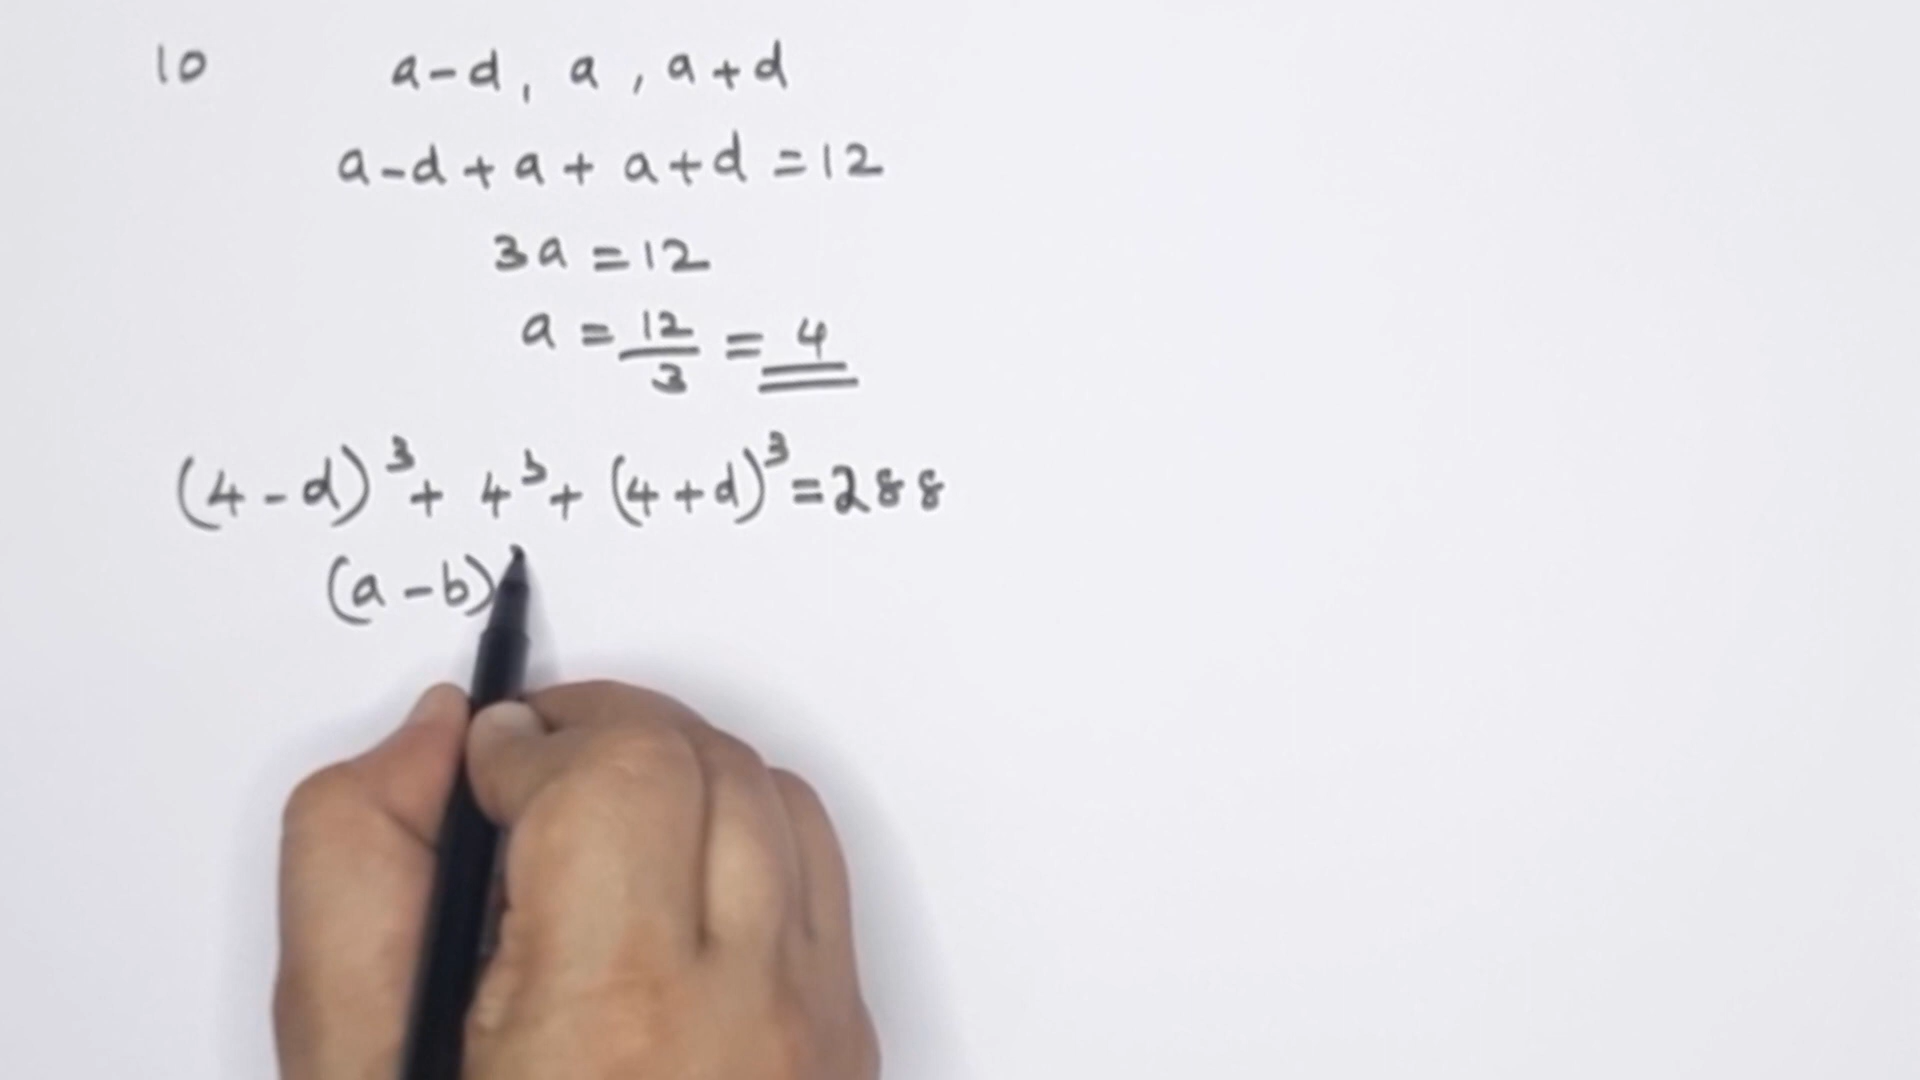 10 a-d, a, a+d
a-d+a+a+d=12
3a=12
a=12/3=4
(4-d)³+4³+(4+d)³=288
(a-b)